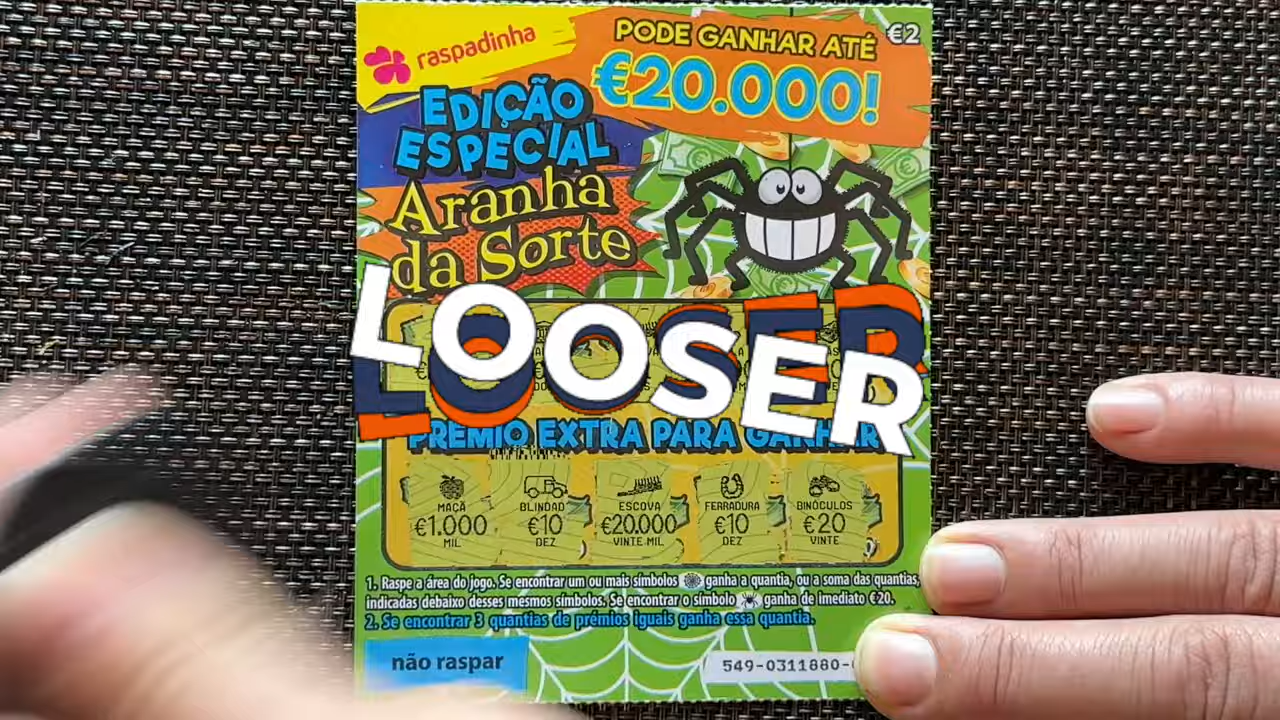 raspadinha
PODE GANHAR ATÉ
€2
€20.000!
EDIÇÃO
ESPECIAL
Aranha
da Sorte
LOOSER
PRÉMIO EXTRA PARA GANHAR
MAÇÃ
€1.000
MIL
BLINDAD
€10
DEZ
ESCOVA
€20.000
VINTE MIL
FERRADURA
€10
DEZ
BINÓCULOS
€20
VINTE
1. Raspe a área do jogo. Se encontrar um ou mais símbolos ganha a quantia, ou a soma das quantias,
indicadas debaixo desses mesmos símbolos. Se encontrar o símbolo ganha de imediato €20.
2. Se encontrar 3 quantias de prémios iguais ganha essa quantia.
não raspar
549-0311880-